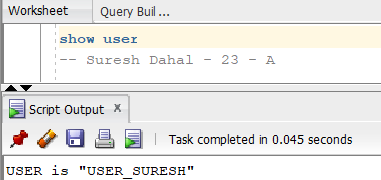 Worksheet Query Buil ...
show user
-- Suresh Dahal - 23 - A
Script Output x
Task completed in 0.045 seconds
USER is "USER_SURESH"